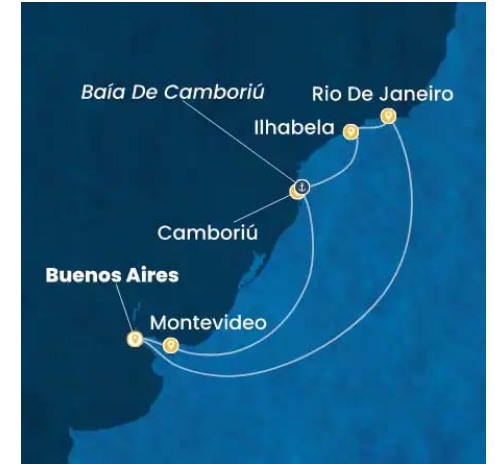 Baía De Camboriú
Rio De Janeiro
Ilhabela
Camboriú
Buenos Aires
Montevideo